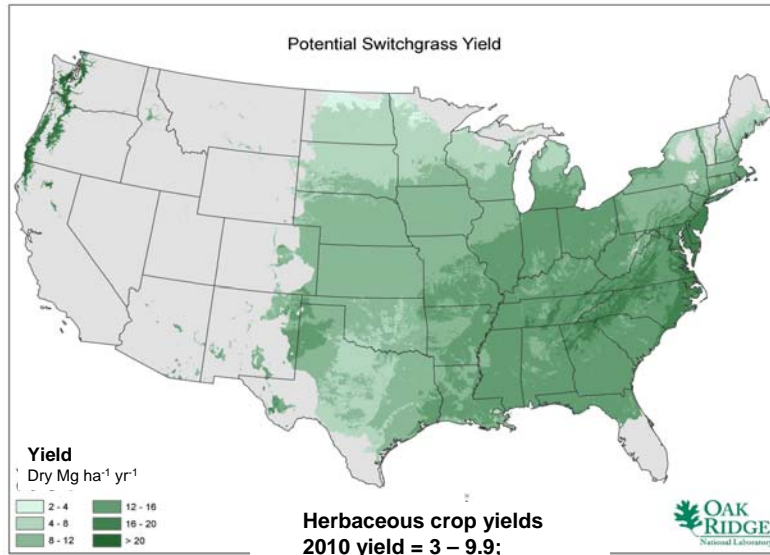 Potential Switchgrass Yield
Yield
Dry Mg ha⁻¹ yr⁻¹
2 - 4
4 - 8
8 - 12
12 - 16
16 - 20
> 20
Herbaceous crop yields
2010 yield = 3 – 9.9;
OAK
RIDGE
National Laboratory